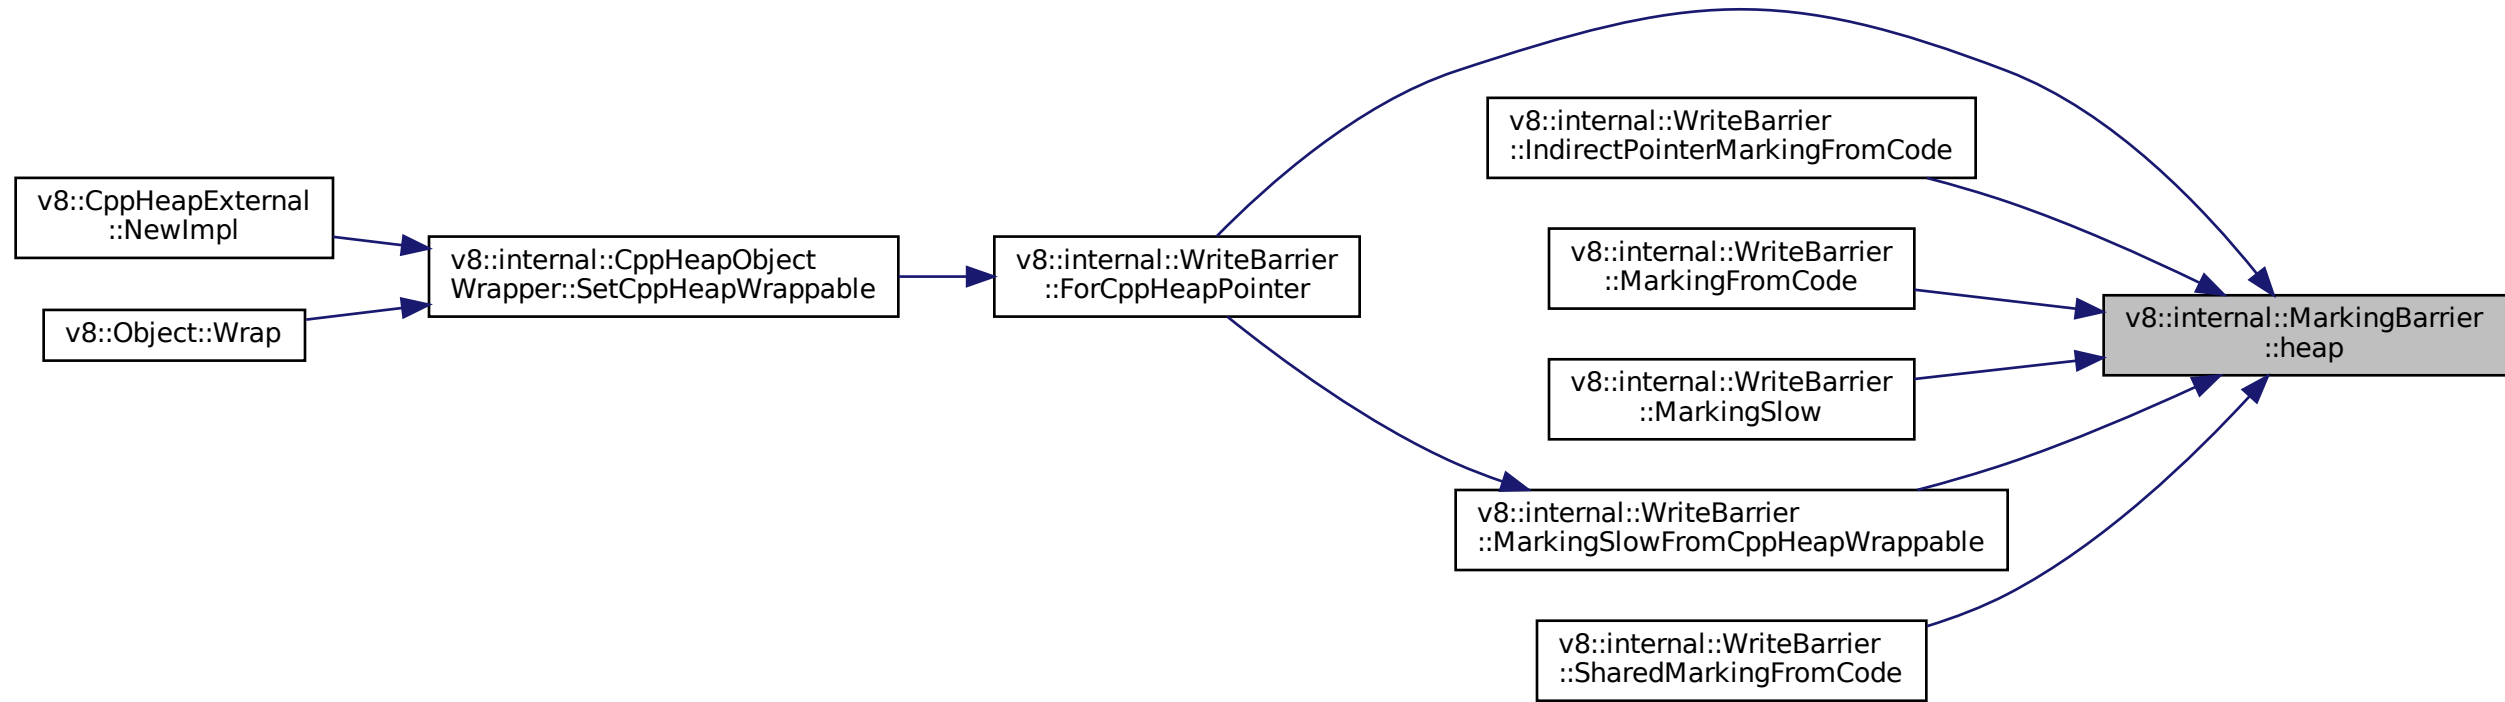 v8::CppHeapExternal
::NewImpl
v8::Object::Wrap
v8::internal::CppHeapObject
Wrapper::SetCppHeapWrappable
v8::internal::WriteBarrier
::ForCppHeapPointer
v8::internal::WriteBarrier
::IndirectPointerMarkingFromCode
v8::internal::WriteBarrier
::MarkingFromCode
v8::internal::WriteBarrier
::MarkingSlow
v8::internal::WriteBarrier
::MarkingSlowFromCppHeapWrappable
v8::internal::WriteBarrier
::SharedMarkingFromCode
v8::internal::MarkingBarrier
::heap